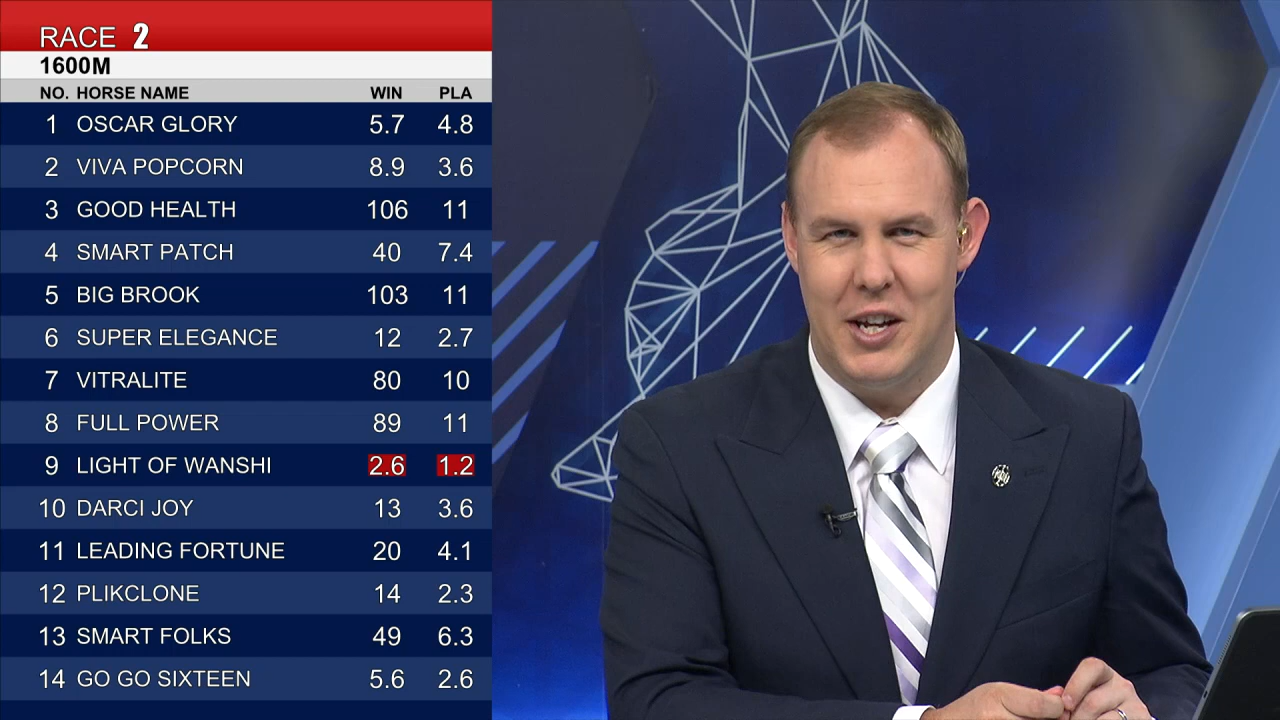 RACE 2
1600M
NO. HORSE NAME WIN PLA
1 OSCAR GLORY 5.7 4.8
2 VIVA POPCORN 8.9 3.6
3 GOOD HEALTH 106 11
4 SMART PATCH 40 7.4
5 BIG BROOK 103 11
6 SUPER ELEGANCE 12 2.7
7 VITRALITE 80 10
8 FULL POWER 89 11
9 LIGHT OF WANSHI 2.6 1.2
10 DARCI JOY 13 3.6
11 LEADING FORTUNE 20 4.1
12 PLIKCLONE 14 2.3
13 SMART FOLKS 49 6.3
14 GO GO SIXTEEN 5.6 2.6